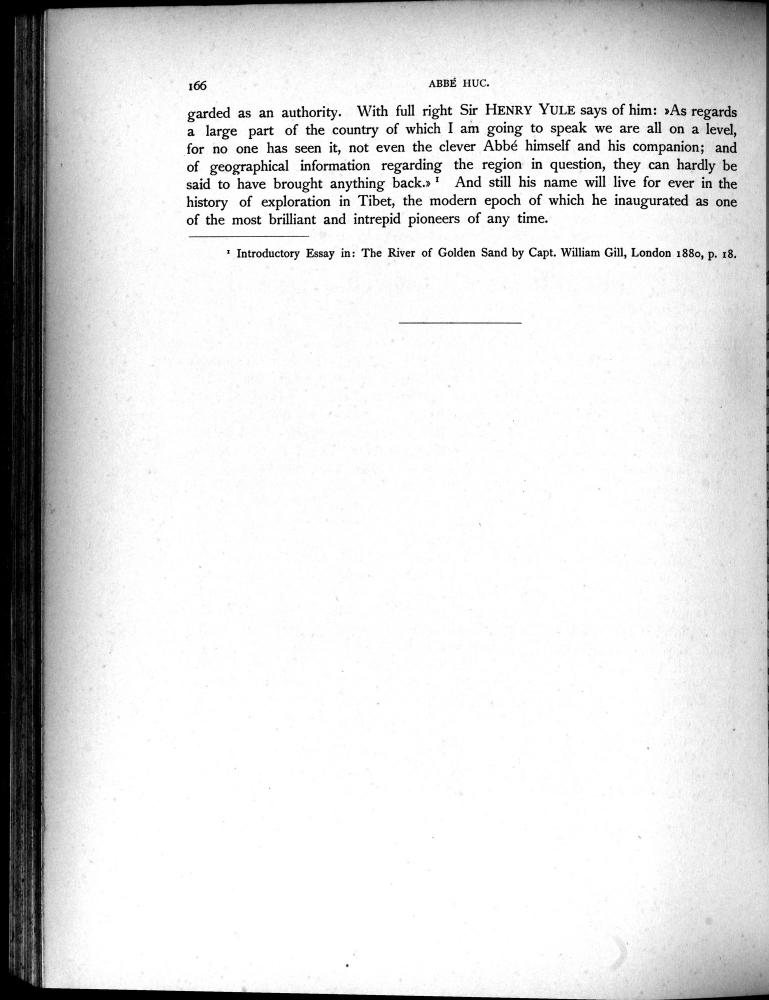 166
ABBÉ HUC.
garded as an authority. With full right Sir HENRY YULE says of him: »As regards
a large part of the country of which I am going to speak we are all on a level,
for no one has seen it, not even the clever Abbé himself and his companion; and
of geographical information regarding the region in question, they can hardly be
said to have brought anything back.» ¹ And still his name will live for ever in the
history of exploration in Tibet, the modern epoch of which he inaugurated as one
of the most brilliant and intrepid pioneers of any time.
¹ Introductory Essay in: The River of Golden Sand by Capt. William Gill, London 1880, p. 18.